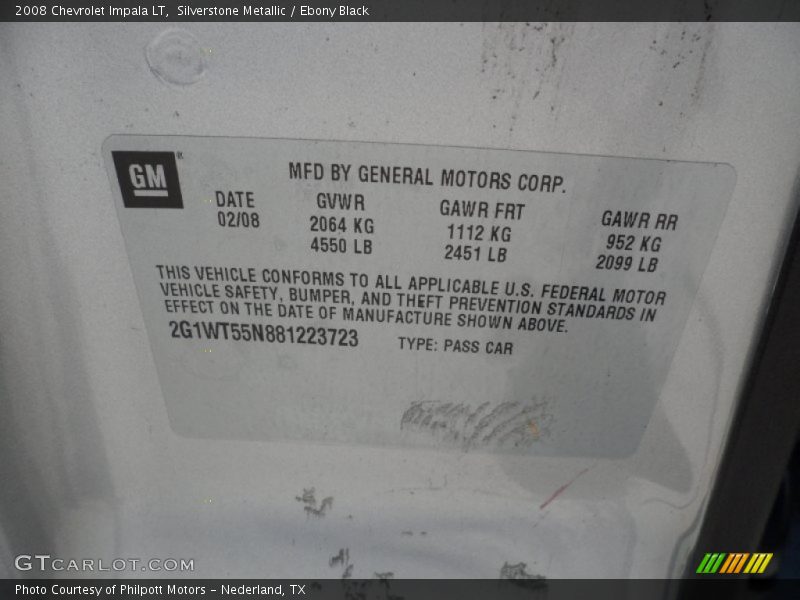 2008 Chevrolet Impala LT, Silverstone Metallic / Ebony Black
GM
MFD BY GENERAL MOTORS CORP.
DATE GVWR GAWR FRT GAWR RR
02/08 2064 KG 1112 KG 952 KG
4550 LB 2451 LB 2099 LB
THIS VEHICLE CONFORMS TO ALL APPLICABLE U.S. FEDERAL MOTOR
VEHICLE SAFETY, BUMPER, AND THEFT PREVENTION STANDARDS IN
EFFECT ON THE DATE OF MANUFACTURE SHOWN ABOVE.
2G1WT55N881223723 TYPE: PASS CAR
GTcarlot.com
Photo Courtesy of Philpott Motors - Nederland, TX